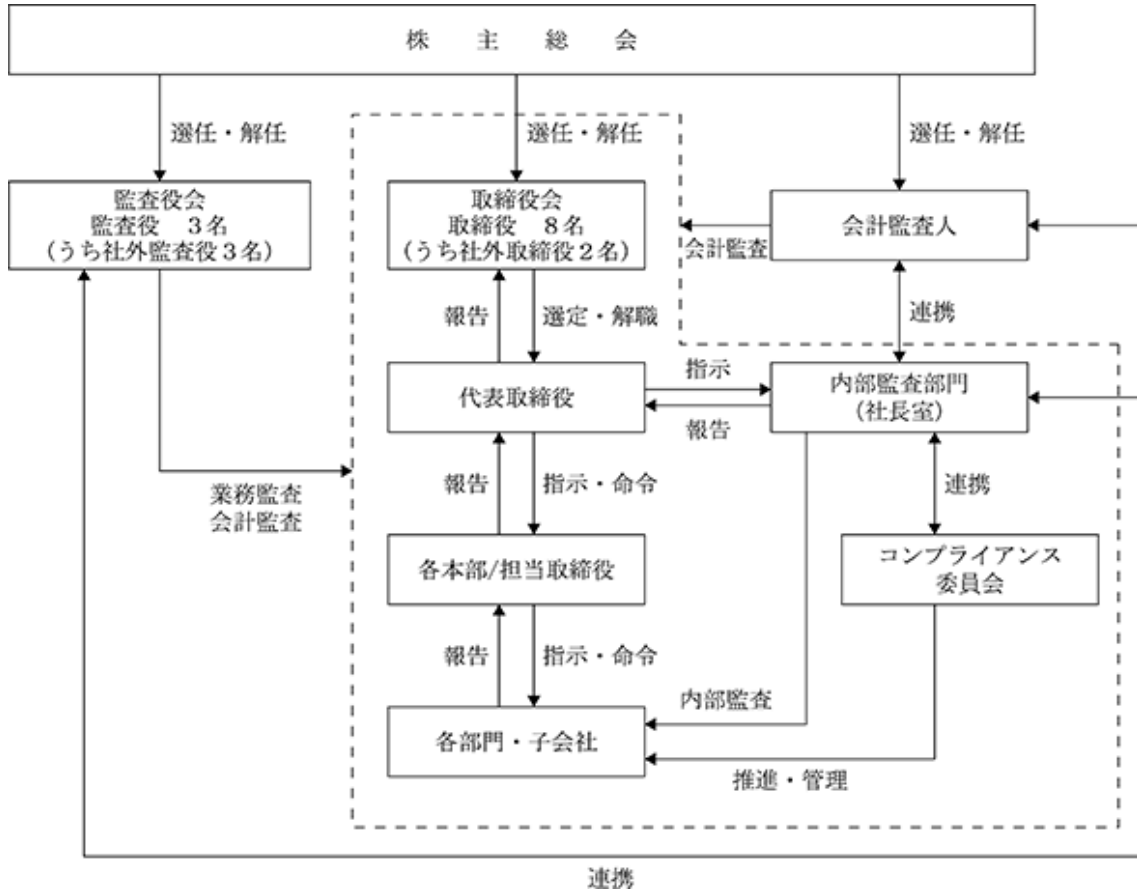 株主総会
選任・解任
選任・解任
選任・解任
監査役会
監査役 3名
(うち社外監査役3名)
取締役会
取締役 8名
(うち社外取締役2名)
会計監査人
会計監査
報告
選定・解職
連携
代表取締役
指示
報告
内部監査部門
(社長室)
業務監査
会計監査
報告
指示・命令
連携
各本部/担当取締役
コンプライアンス
委員会
報告
指示・命令
内部監査
各部門・子会社
推進・管理
連携